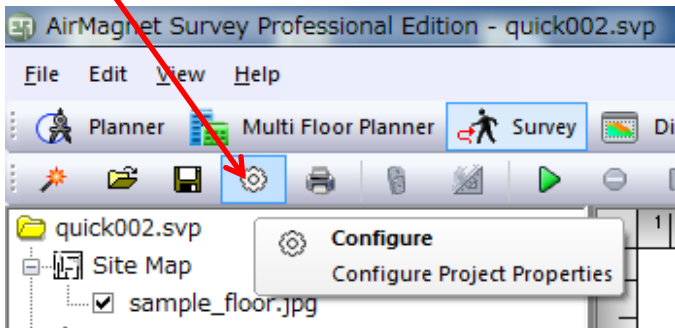 AirMagnet Survey Professional Edition - quick002.svp
File Edit View Help
Planner Multi Floor Planner Survey Di
quick002.svp
Configure
1
Site Map
Configure Project Properties
sample_floor.jpg